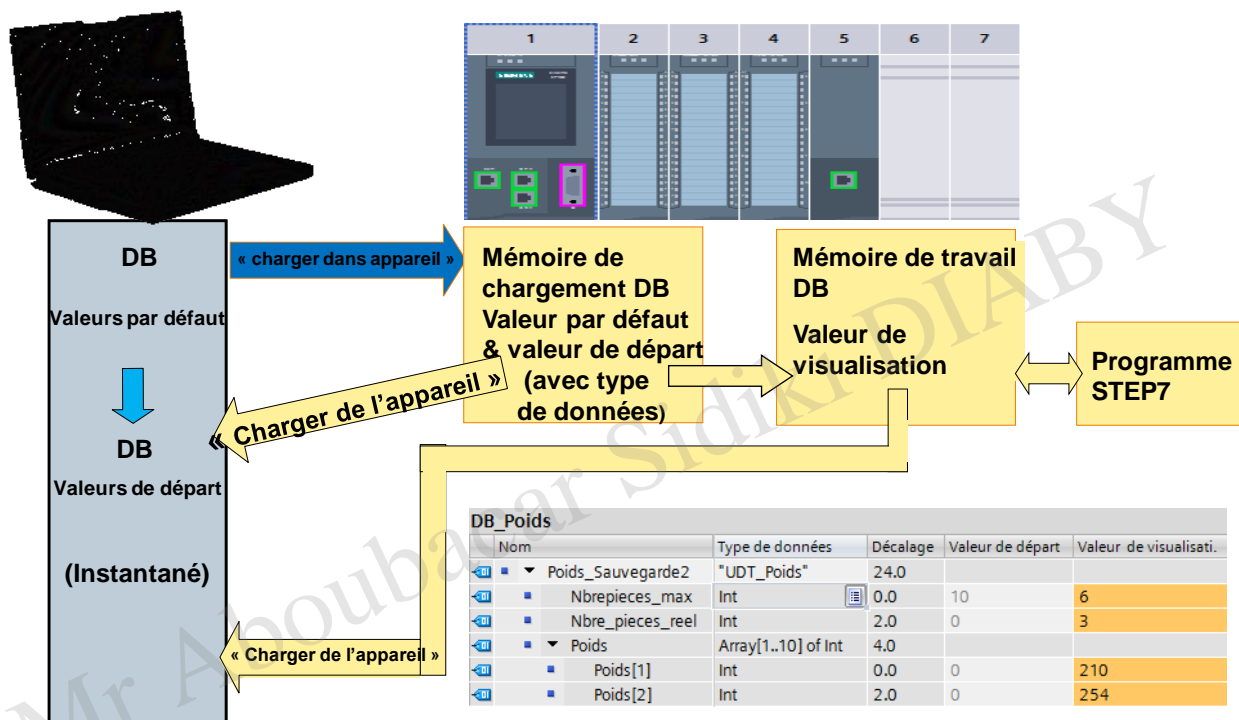 1 2 3 4 5 6 7
SIEMENS
DB
Valeurs par défaut
DB
Valeurs de départ
(Instantané)
« charger dans appareil »
Mémoire de
chargement DB
Valeur par défaut
& valeur de départ
(avec type
de données)
Mémoire de travail
DB
Valeur de
visualisation
Programme
STEP7
« Charger de l’appareil »
« Charger de l’appareil »
DB_Poids
Nom Type de données Décalage Valeur de départ Valeur de visualisati.
Poids_Sauvegarde2 "UDT_Poids" 24.0
Nbrepieces_max Int 0.0 10 6
Nbre_pieces_reel Int 2.0 0 3
Poids Array[1..10] of Int 4.0
Poids[1] Int 0.0 0 210
Poids[2] Int 2.0 0 254
Mr Aboubacar Sidiki DIABY